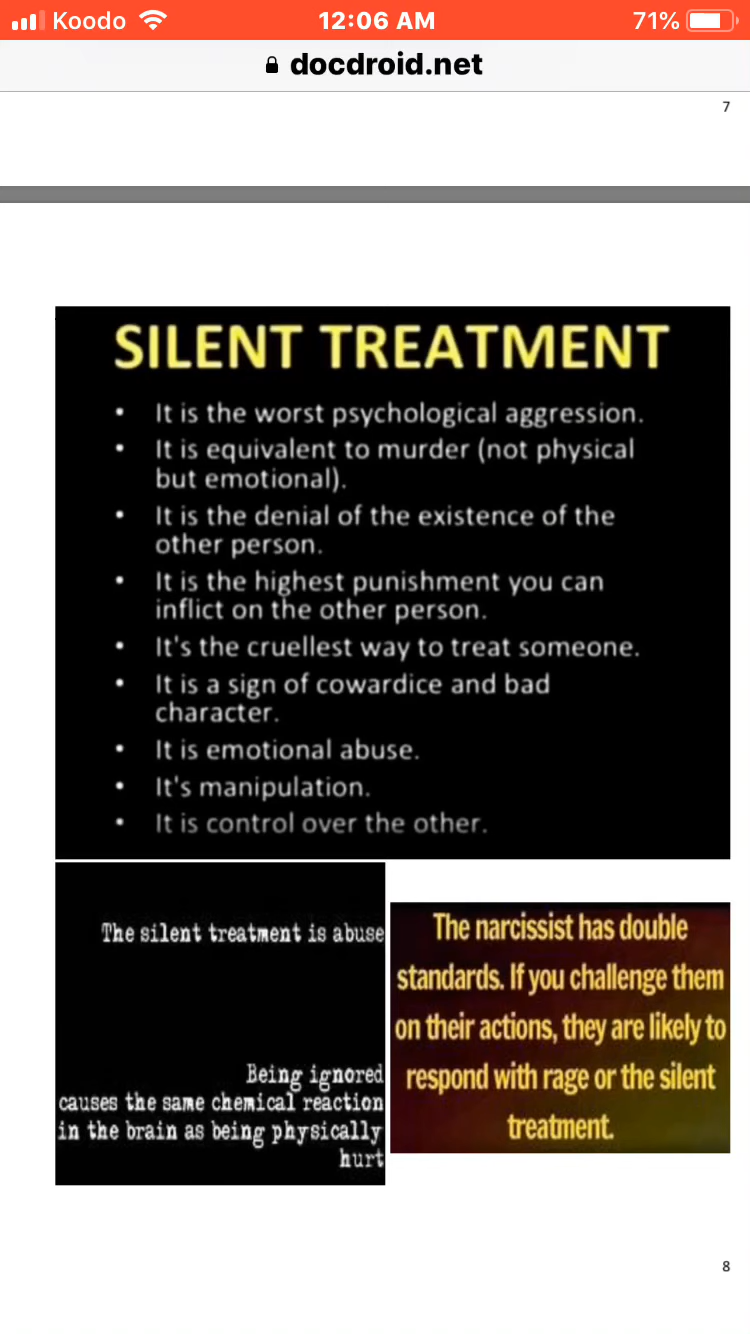 Koodo 12:06 AM 71%
docdroid.net
7
SILENT TREATMENT
• It is the worst psychological aggression.
• It is equivalent to murder (not physical
but emotional).
• It is the denial of the existence of the
other person.
• It is the highest punishment you can
inflict on the other person.
• It's the cruellest way to treat someone.
• It is a sign of cowardice and bad
character.
• It is emotional abuse.
• It's manipulation.
• It is control over the other.
The silent treatment is abuse
Being ignored
causes the same chemical reaction
in the brain as being physically
hurt
The narcissist has double
standards. If you challenge them
on their actions, they are likely to
respond with rage or the silent
treatment.
8